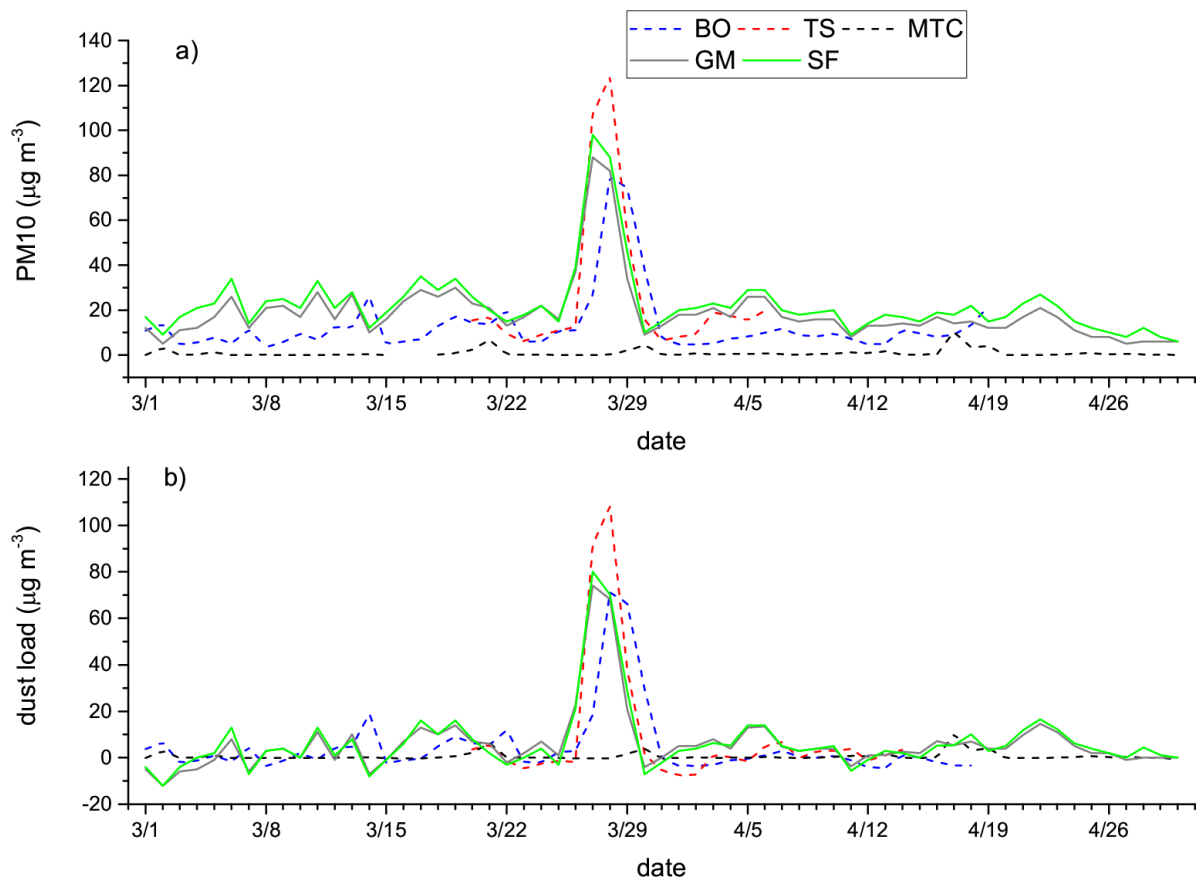 a)
BO TS MTC
GM SF
PM10 (μg m-3)
140
120
100
80
60
40
20
0
3/1 3/8 3/15 3/22 3/29 4/5 4/12 4/19 4/26
date
b)
dust load (μg m-3)
120
100
80
60
40
20
0
-20
3/1 3/8 3/15 3/22 3/29 4/5 4/12 4/19 4/26
date